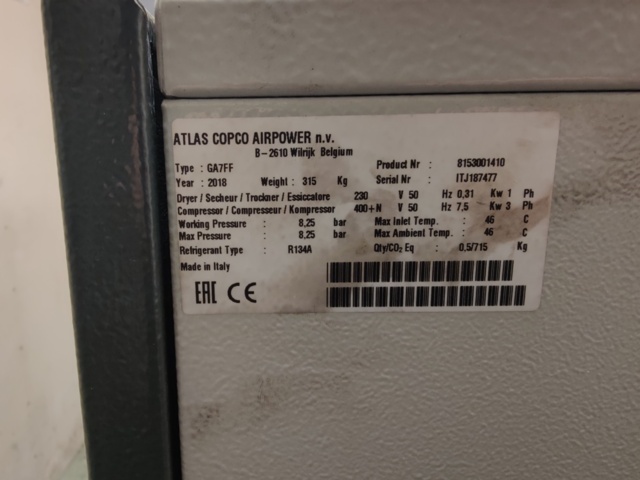 ATLAS COPCO AIRPOWER n.v.
B-2610 Wilrijk Belgium
Type : GA7FF Product Nr : 8153001410
Year : 2018 Weight : 315 Kg Serial Nr : ITJ187477
Dryer / Secheur / Trockner / Essiccatore 230 V 50 Hz 0,31 Kw 1 Ph
Compressor / Compresseur / Kompressor 400+N V 50 Hz 7,5 Kw 3 Ph
Working Pressure : 8,25 bar Max Inlet Temp. : 46 C
Max Pressure : 8,25 bar Max Ambient Temp. : 46 C
Refrigerant Type : R134A Qty/CO₂ Eq : 0,5/715 Kg
Made in Italy
EAC CE